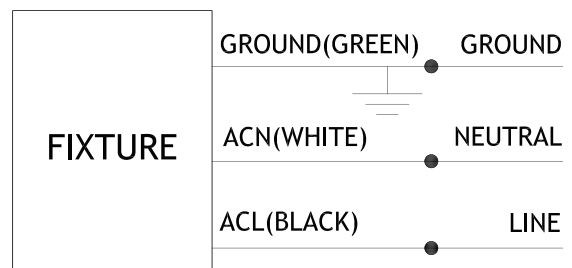 GROUND(GREEN) GROUND
FIXTURE
ACN(WHITE) NEUTRAL
ACL(BLACK) LINE